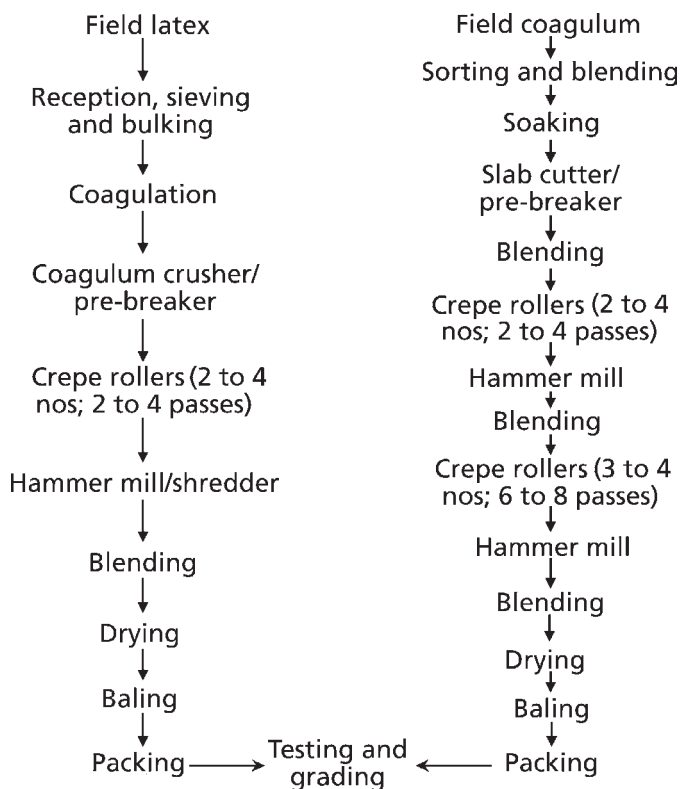 Field latex
Reception, sieving
and bulking
Coagulation
Coagulum crusher/
pre-breaker
Crepe rollers (2 to 4
nos; 2 to 4 passes)
Hammer mill/shredder
Blending
Drying
Baling
Packing
Field coagulum
Sorting and blending
Soaking
Slab cutter/
pre-breaker
Blending
Crepe rollers (2 to 4
nos; 2 to 4 passes)
Hammer mill
Blending
Crepe rollers (3 to 4
nos; 6 to 8 passes)
Hammer mill
Blending
Drying
Baling
Packing
Testing and
grading